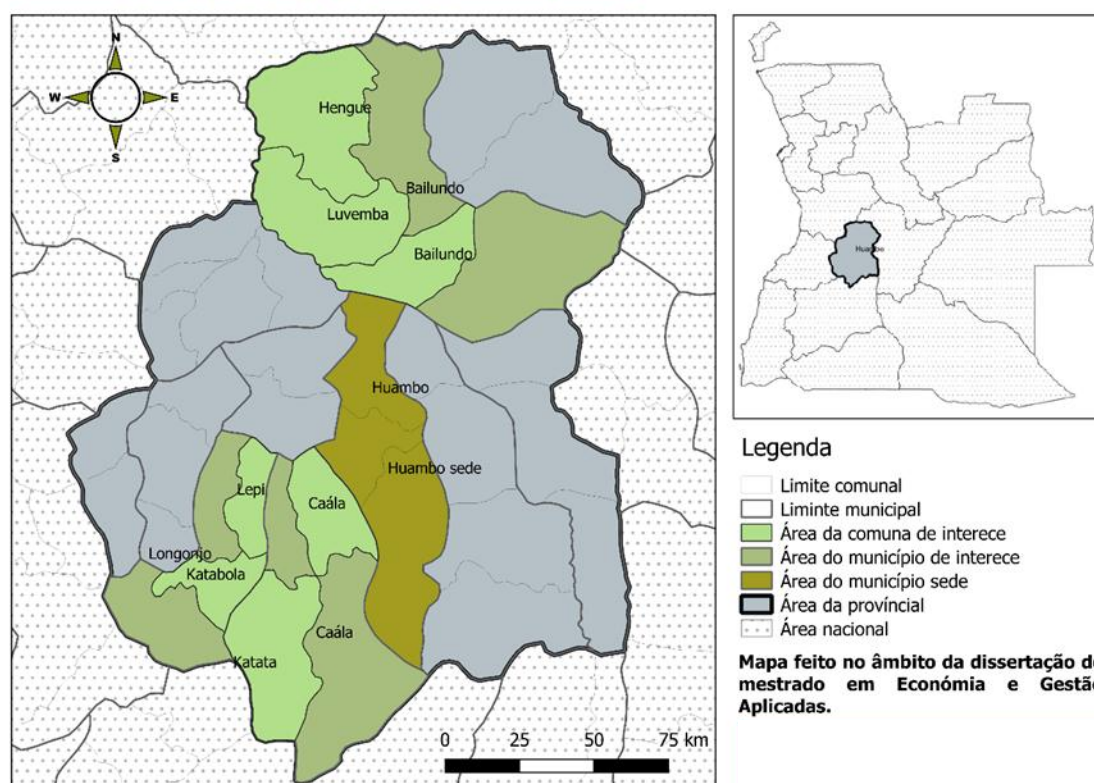 N
W
E
S
Hengue
Bailundo
Luvemba
Bailundo
Huambo
Huambo sede
Lepi
Caála
Longonjo
Katabola
Caála
Katata
0 25 50 75 km
Huambo
Legenda
Limite comunal
Liminte municipal
Área da comuna de interece
Área do município de interece
Área do município sede
Área da províncial
Área nacional
Mapa feito no âmbito da dissertação de
mestrado em Económia e Gestão
Aplicadas.